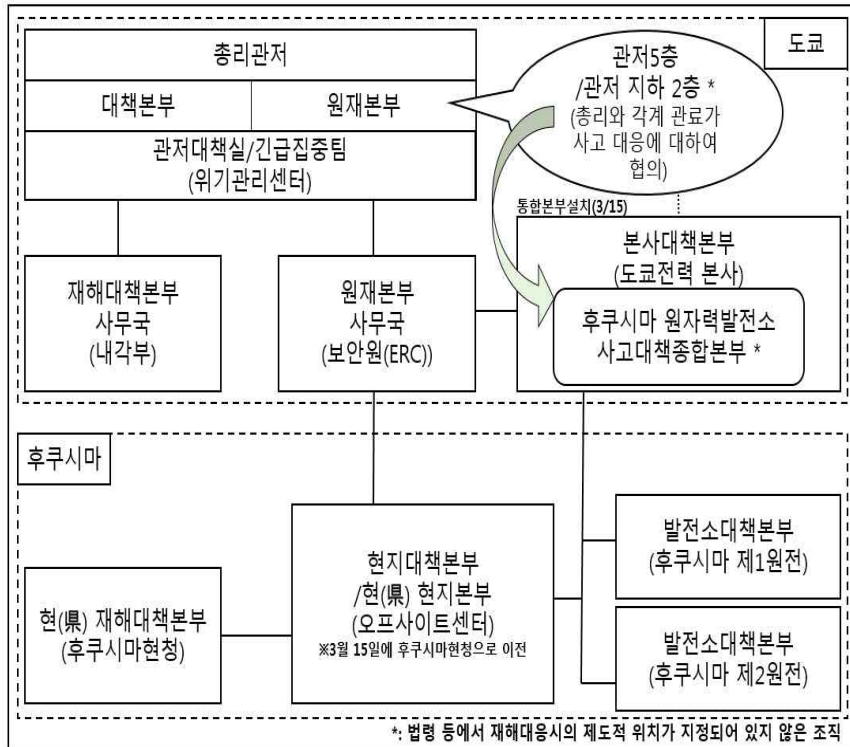 도쿄
총리관저
대책본부
원재본부
관저대책실/긴급집중팀
(위기관리센터)
관저5층
/관저 지하 2층 *
(총리와 각계 관료가
사고 대응에 대하여
협의)
통합본부설치(3/15)
재해대책본부
사무국
(내각부)
원재본부
사무국
(보안원(ERC))
본사대책본부
(도쿄전력 본사)
후쿠시마 원자력발전소
사고대책종합본부 *
후쿠시마
현(県) 재해대책본부
(후쿠시마현청)
현지대책본부
/현(県) 현지본부
(오프사이트센터)
※3월 15일에 후쿠시마현청으로 이전
발전소대책본부
(후쿠시마 제1원전)
발전소대책본부
(후쿠시마 제2원전)
*: 법령 등에서 재해대응시의 제도적 위치가 지정되어 있지 않은 조직